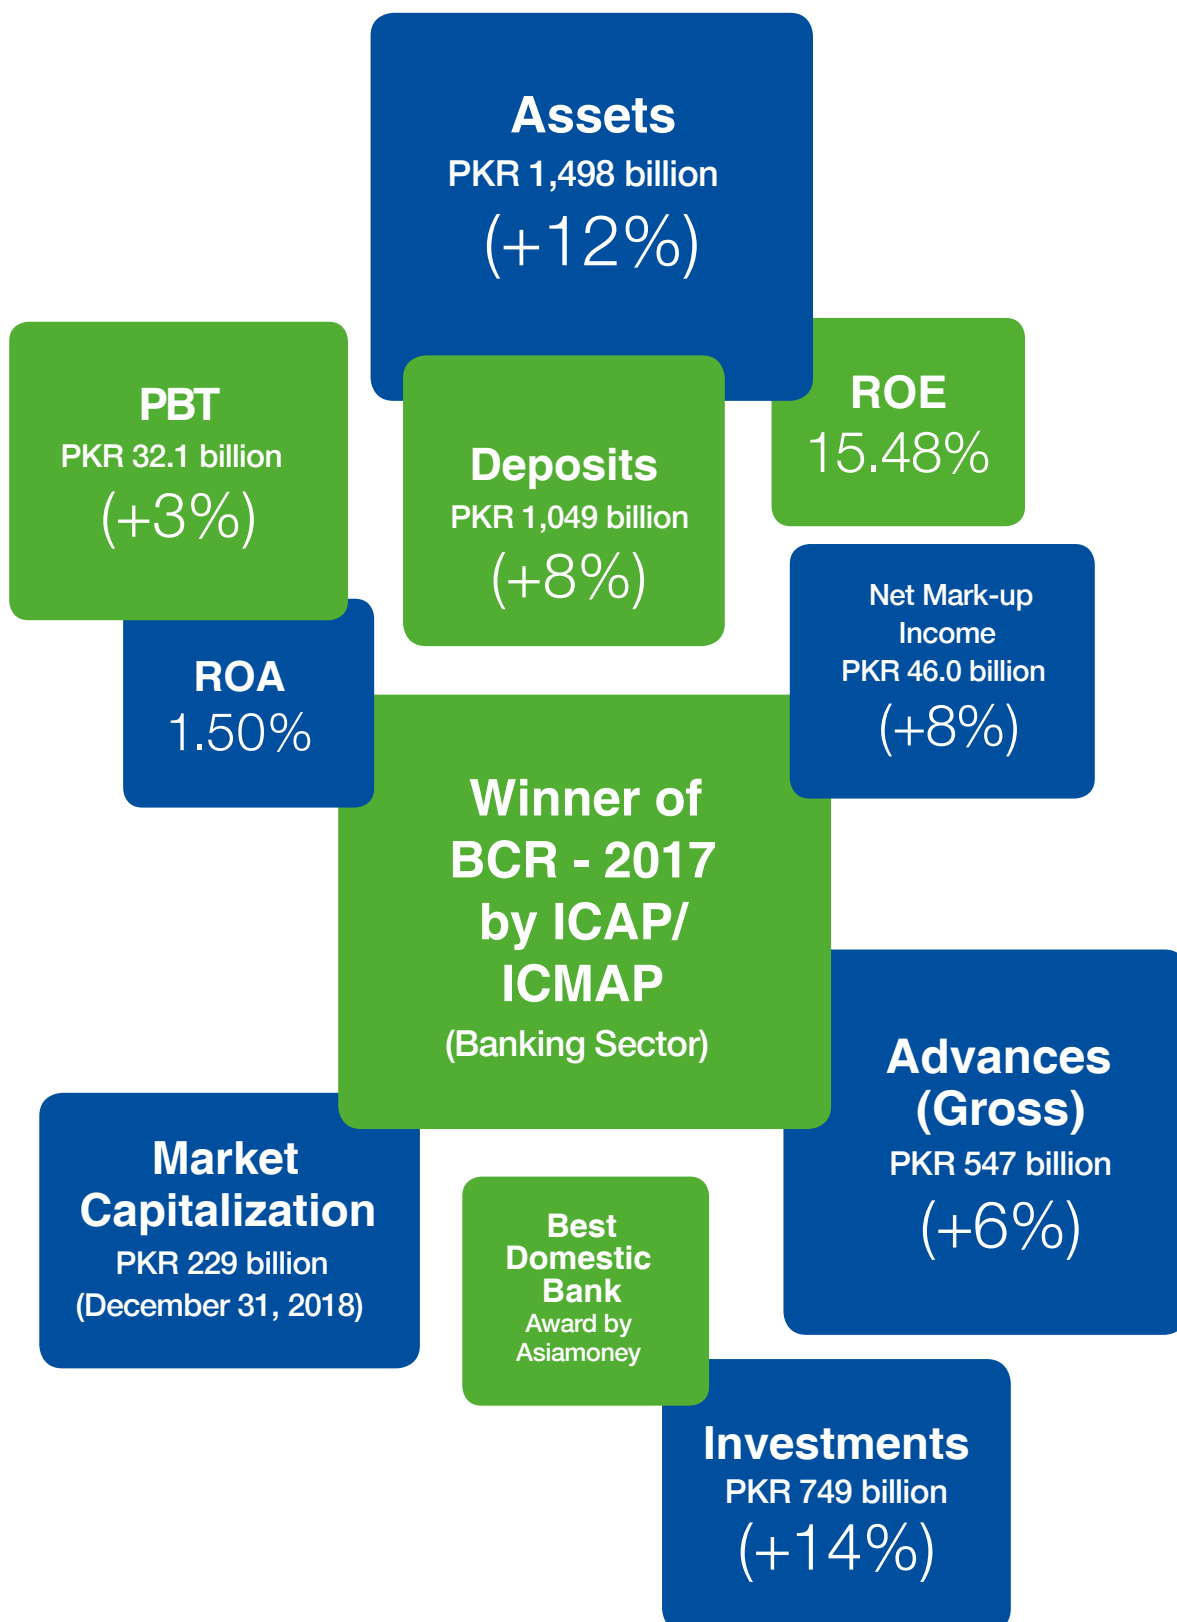 Assets
PKR 1,498 billion
(+12%)
PBT
PKR 32.1 billion
(+3%)
Deposits
PKR 1,049 billion
(+8%)
ROE
15.48%
ROA
1.50%
Net Mark-up
Income
PKR 46.0 billion
(+8%)
Winner of
BCR - 2017
by ICAP/
ICMAP
(Banking Sector)
Advances
(Gross)
PKR 547 billion
(+6%)
Market
Capitalization
PKR 229 billion
(December 31, 2018)
Best
Domestic
Bank
Award by
Asiamoney
Investments
PKR 749 billion
(+14%)